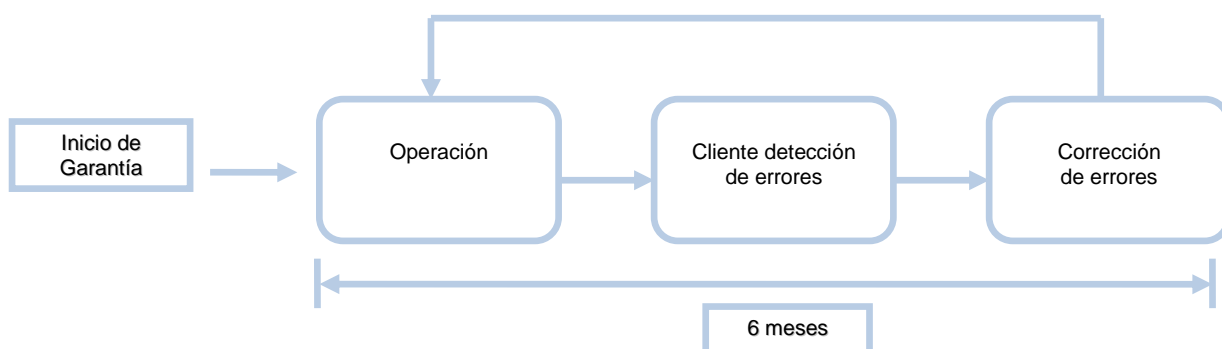 Inicio de
Garantía
Operación
Cliente detección
de errores
Corrección
de errores
6 meses